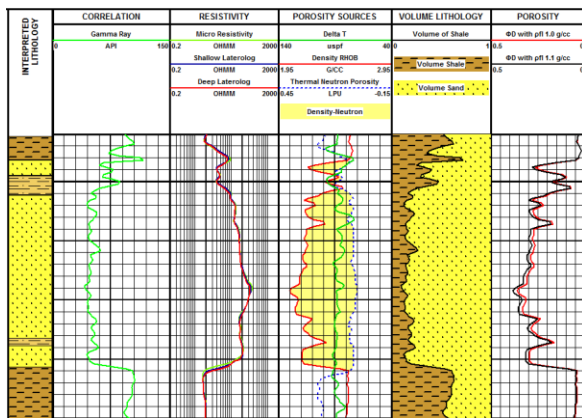 INTERPRETED
LITHOLOGY
CORRELATION
Gamma Ray
0 API 150
RESISTIVITY
Micro Resistivity
0.2 OHMM 2000
Shallow Laterolog
0.2 OHMM 2000
Deep Laterolog
0.2 OHMM 2000
POROSITY SOURCES
Delta T
140 uspf 40
Density RHOB
1.95 G/CC 2.95
Thermal Neutron Porosity
0.45 LPU -0.15
Density-Neutron
VOLUME LITHOLOGY
Volume of Shale
0 1
Volume Shale
Volume Sand
POROSITY
ΦD with pfl 1.0 g/cc
0.5
ΦD with pfl 1.1 g/cc
0.5